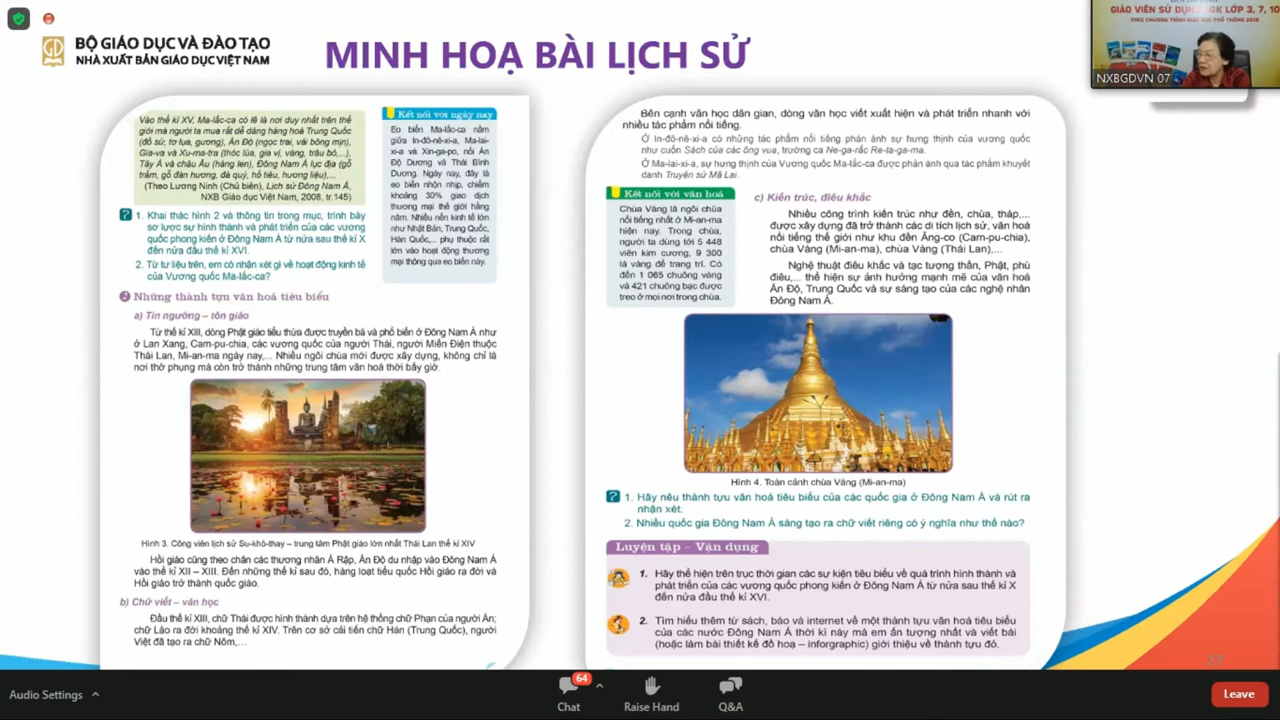 BỘ GIÁO DỤC VÀ ĐÀO TẠO
NHÀ XUẤT BẢN GIÁO DỤC VIỆT NAM
MINH HOẠ BÀI LỊCH SỬ
GIÁO VIÊN SỬ DỤNG SGK LỚP 3, 7, 10
THEO CHƯƠNG TRÌNH GIÁO DỤC PHỔ THÔNG 2018
NXBGDVN 07
Vào thế kỉ XV, Ma-lắc-ca có lẽ là nơi duy nhất trên thế
giới mà người ta mua rất dễ dàng hàng hoá Trung Quốc
(đồ sứ, tơ lụa, gương), Ấn Độ (ngọc trai, vải bông mịn),
Gia-va và Xu-ma-tra (thóc lúa, gia vị, vàng, trầu bò,...),
Tây Á và châu Âu (hàng len), Đông Nam Á lục địa (gỗ
trầm, gỗ đàn hương, đá quý, hồ tiêu, hương liệu),...
(Theo Lương Ninh (Chủ biên), Lịch sử Đông Nam Á,
NXB Giáo dục Việt Nam, 2008, tr.145)
? 1. Khai thác hình 2 và thông tin trong mục, trình bày
sơ lược sự hình thành và phát triển của các vương
quốc phong kiến ở Đông Nam Á từ nửa sau thế kỉ X
đến nửa đầu thế kỉ XVI.
2. Từ tư liệu trên, em có nhận xét gì về hoạt động kinh tế
của Vương quốc Ma-lắc-ca?
Kết nối với ngày nay
Eo biển Ma-lắc-ca nằm
giữa In-đô-nê-xi-a, Ma-lai-
xi-a và Xin-ga-po, nối Ấn
Độ Dương và Thái Bình
Dương. Ngày nay, đây là
eo biển nhộn nhịp, chiếm
khoảng 30% giao dịch
thương mại thế giới hằng
năm. Nhiều nền kinh tế lớn
như Nhật Bản, Trung Quốc,
Hàn Quốc,... phụ thuộc rất
lớn vào hoạt động thương
mại thông qua eo biển này.
2 Những thành tựu văn hoá tiêu biểu
a) Tín ngưỡng – tôn giáo
Từ thế kỉ XIII, dòng Phật giáo tiểu thừa được truyền bá và phổ biến ở Đông Nam Á như
ở Lan Xang, Cam-pu-chia, các vương quốc của người Thái, người Miến Điện thuộc
Thái Lan, Mi-an-ma ngày nay,... Nhiều ngôi chùa mới được xây dựng, không chỉ là
nơi thờ phụng mà còn trở thành những trung tâm văn hoá thời bấy giờ.
Hình 3. Công viên lịch sử Su-khô-thay – trung tâm Phật giáo lớn nhất Thái Lan thế kỉ XIV
Hồi giáo cũng theo chân các thương nhân Ả Rập, Ấn Độ du nhập vào Đông Nam Á
vào thế kỉ XII – XIII. Đến những thế kỉ sau đó, hàng loạt tiểu quốc Hồi giáo ra đời và
Hồi giáo trở thành quốc giáo.
b) Chữ viết – văn học
Đầu thế kỉ XIII, chữ Thái được hình thành dựa trên hệ thống chữ Phạn của người Ấn;
chữ Lào ra đời khoảng thế kỉ XIV. Trên cơ sở cải tiến chữ Hán (Trung Quốc), người
Việt đã tạo ra chữ Nôm,...
Bên cạnh văn học dân gian, dòng văn học viết xuất hiện và phát triển nhanh với
nhiều tác phẩm nổi tiếng.
Ở In-đô-nê-xi-a có những tác phẩm nổi tiếng phản ánh sự hưng thịnh của vương quốc
như cuốn Sách của các ông vua, trường ca Ne-ga-rắc Re-ta-ga-ma.
Ở Ma-lai-xi-a, sự hưng thịnh của Vương quốc Ma-lắc-ca được phản ánh qua tác phẩm khuyết
danh Truyện sử Mã Lai.
Kết nối với văn hoá
Chùa Vàng là ngôi chùa
nổi tiếng nhất ở Mi-an-ma
hiện nay. Trong chùa,
người ta dùng tới 5 448
viên kim cương, 9 300
lá vàng để trang trí. Có
đến 1 065 chuông vàng
và 421 chuông bạc được
treo ở mọi nơi trong chùa.
c) Kiến trúc, điêu khắc
Nhiều công trình kiến trúc như đền, chùa, tháp,...
được xây dựng đã trở thành các di tích lịch sử, văn hoá
nổi tiếng thế giới như khu đền Ăng-co (Cam-pu-chia),
chùa Vàng (Mi-an-ma), chùa Vàng (Thái Lan),...
Nghệ thuật điêu khắc và tạc tượng thần, Phật, phù
điêu,... thể hiện sự ảnh hưởng mạnh mẽ của văn hoá
Ấn Độ, Trung Quốc và sự sáng tạo của các nghệ nhân
Đông Nam Á.
Hình 4. Toàn cảnh chùa Vàng (Mi-an-ma)
? 1. Hãy nêu thành tựu văn hoá tiêu biểu của các quốc gia ở Đông Nam Á và rút ra
nhận xét.
2. Nhiều quốc gia Đông Nam Á sáng tạo ra chữ viết riêng có ý nghĩa như thế nào?
Luyện tập – Vận dụng
1. Hãy thể hiện trên trục thời gian các sự kiện tiêu biểu về quá trình hình thành và
phát triển của các vương quốc phong kiến ở Đông Nam Á từ nửa sau thế kỉ X
đến nửa đầu thế kỉ XVI.
2. Tìm hiểu thêm từ sách, báo và internet về một thành tựu văn hoá tiêu biểu
của các nước Đông Nam Á thời kì này mà em ấn tượng nhất và viết bài
(hoặc làm bài thiết kế đồ hoạ – inforgraphic) giới thiệu về thành tựu đó.
27
Audio Settings
64
Chat
Raise Hand
Q&A
Leave